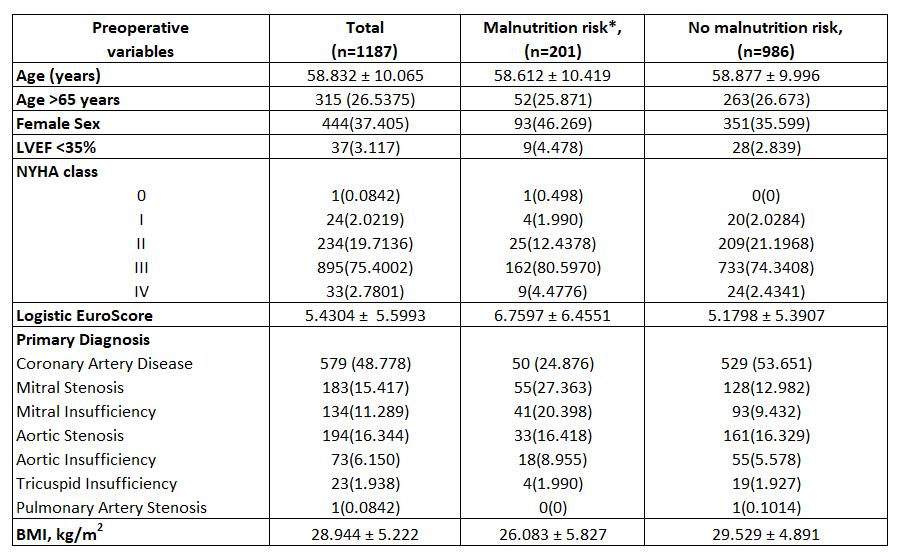 Preoperative variables Total (n=1187) Malnutrition risk*, (n=201) No malnutrition risk, (n=986)
Age (years) 58.832 ± 10.065 58.612 ± 10.419 58.877 ± 9.996
Age >65 years 315 (26.5375) 52(25.871) 263(26.673)
Female Sex 444(37.405) 93(46.269) 351(35.599)
LVEF <35% 37(3.117) 9(4.478) 28(2.839)
NYHA class
0 1(0.0842) 1(0.498) 0(0)
I 24(2.0219) 4(1.990) 20(2.0284)
II 234(19.7136) 25(12.4378) 209(21.1968)
III 895(75.4002) 162(80.5970) 733(74.3408)
IV 33(2.7801) 9(4.4776) 24(2.4341)
Logistic EuroScore 5.4304 ± 5.5993 6.7597 ± 6.4551 5.1798 ± 5.3907
Primary Diagnosis
Coronary Artery Disease 579 (48.778) 50 (24.876) 529 (53.651)
Mitral Stenosis 183(15.417) 55(27.363) 128(12.982)
Mitral Insufficiency 134(11.289) 41(20.398) 93(9.432)
Aortic Stenosis 194(16.344) 33(16.418) 161(16.329)
Aortic Insufficiency 73(6.150) 18(8.955) 55(5.578)
Tricuspid Insufficiency 23(1.938) 4(1.990) 19(1.927)
Pulmonary Artery Stenosis 1(0.0842) 0(0) 1(0.1014)
BMI, kg/m² 28.944 ± 5.222 26.083 ± 5.827 29.529 ± 4.891